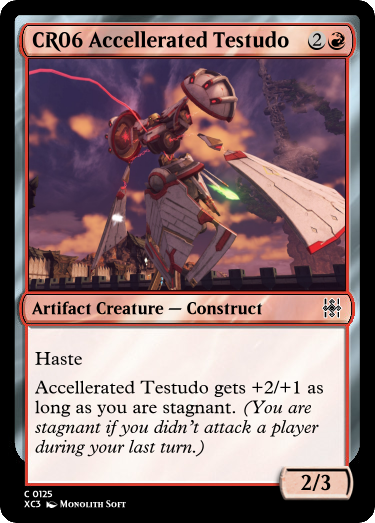 CR06 Accellerated Testudo 2
Artifact Creature — Construct
Haste
Accellerated Testudo gets +2/+1 as
long as you are stagnant. (You are
stagnant if you didn't attack a player
during your last turn.)
2/3
C 0125
XC3 Monolith Soft